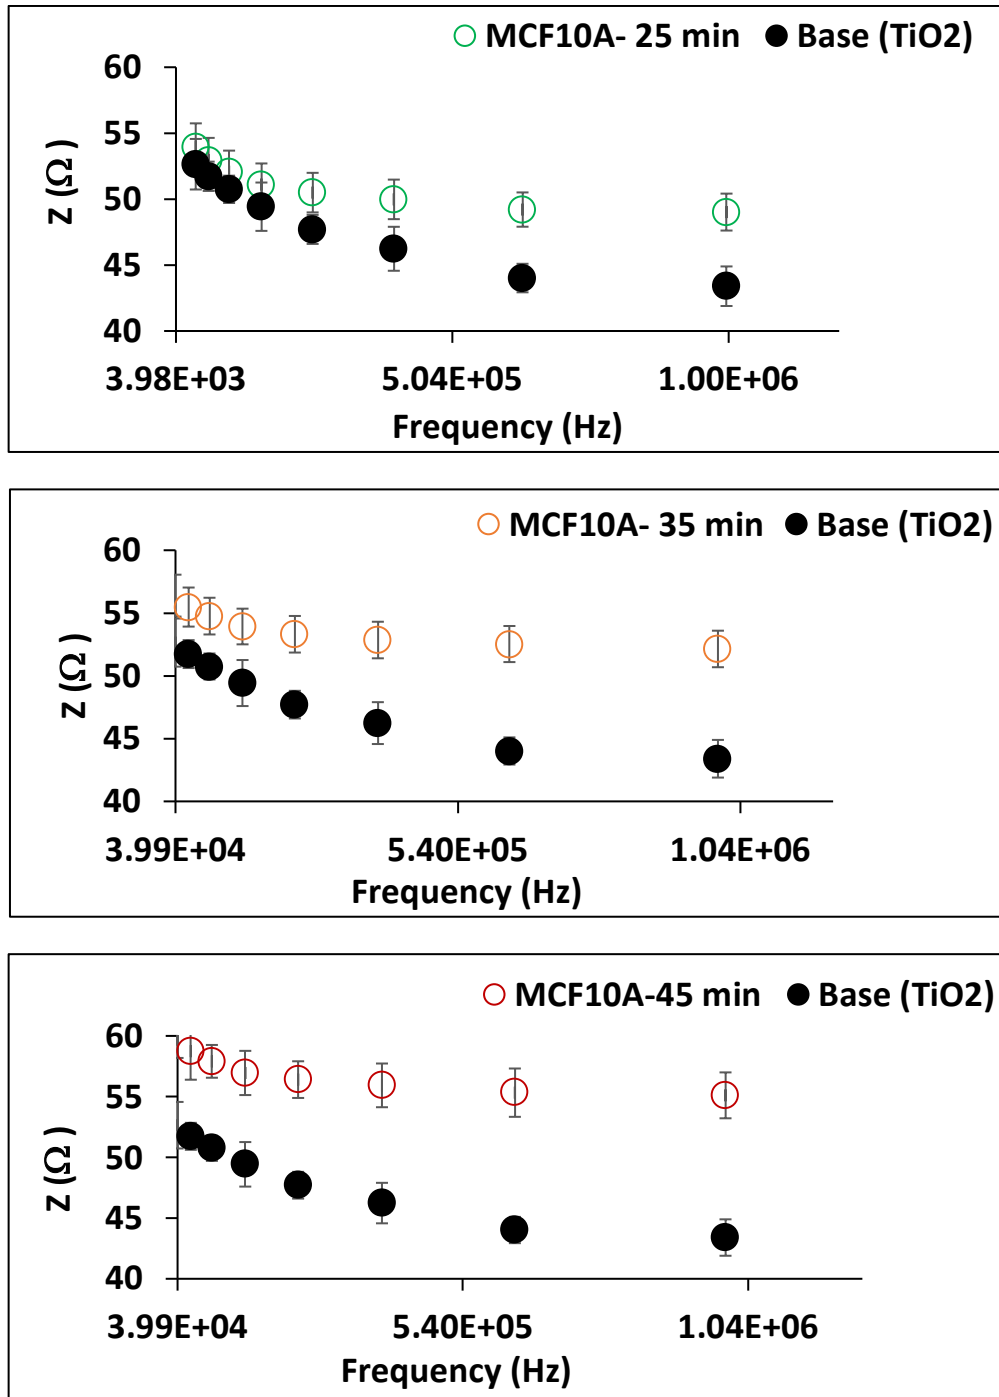 MCF10A- 25 min Base (TiO2)
60
55
50
45
40
Z (Ω)
3.98E+03 5.04E+05 1.00E+06
Frequency (Hz)
MCF10A- 35 min Base (TiO2)
60
55
50
45
40
Z (Ω)
3.99E+04 5.40E+05 1.04E+06
Frequency (Hz)
MCF10A-45 min Base (TiO2)
60
55
50
45
40
Z (Ω)
3.99E+04 5.40E+05 1.04E+06
Frequency (Hz)